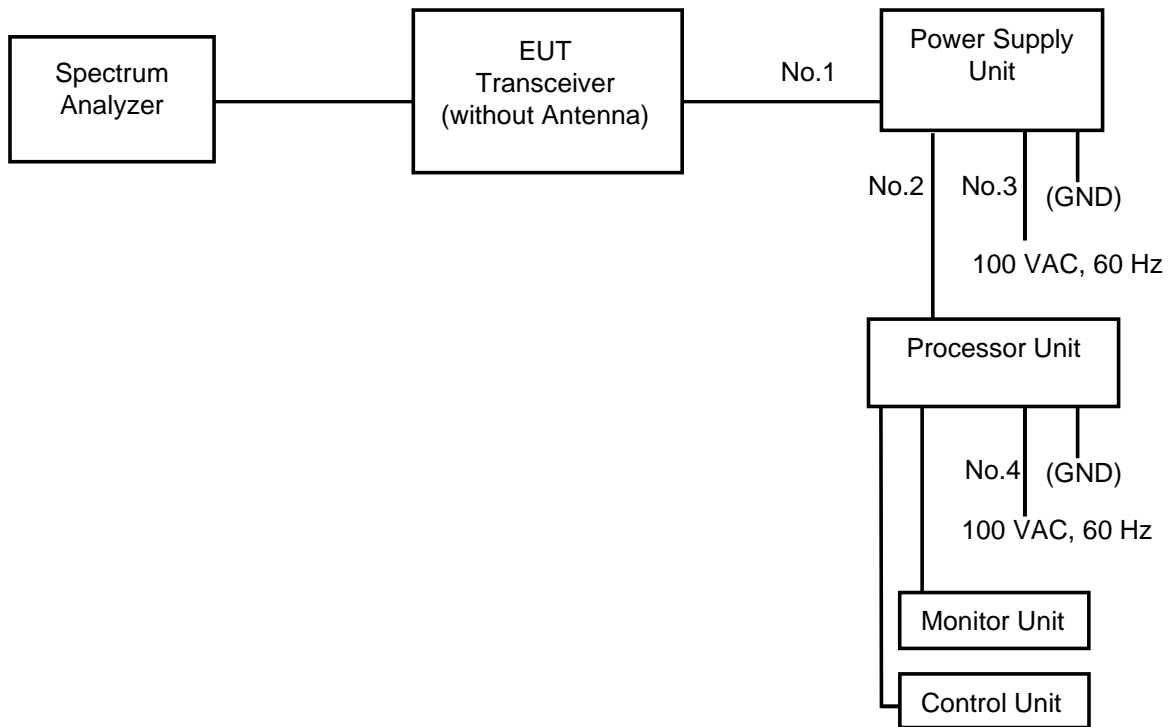 Spectrum
Analyzer
EUT
Transceiver
(without Antenna)
No.1
Power Supply
Unit
No.2
No.3
(GND)
100 VAC, 60 Hz
Processor Unit
No.4
(GND)
100 VAC, 60 Hz
Monitor Unit
Control Unit